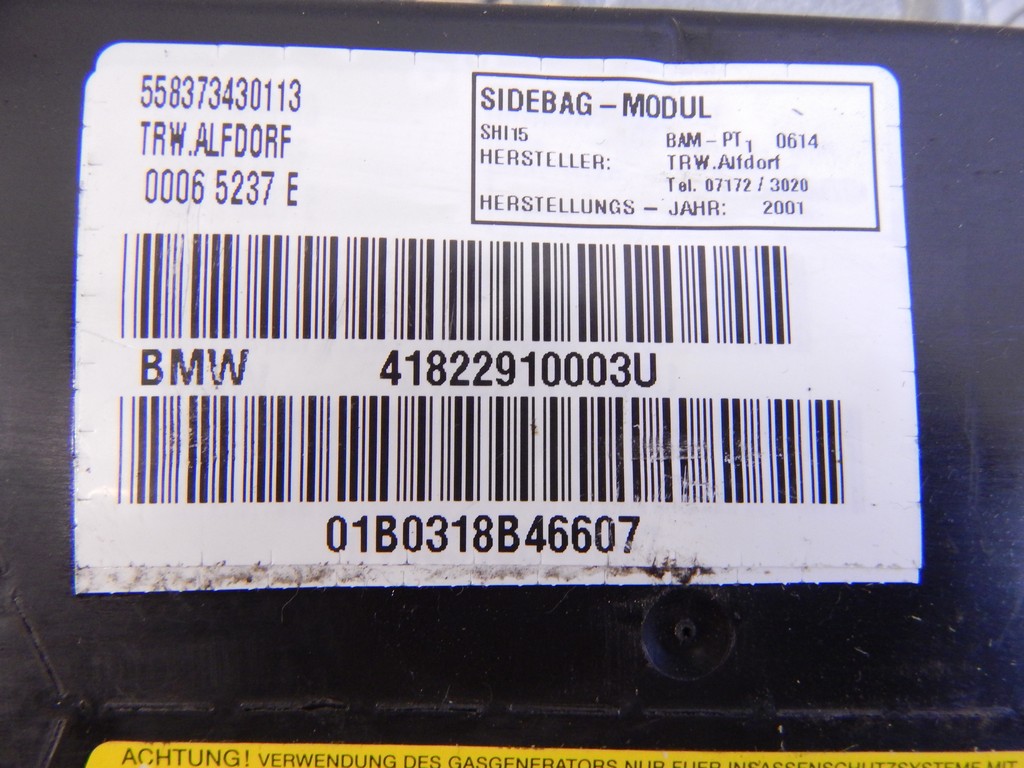 558373430113
TRW.ALFDORF
0006 5237 E
SIDEBAG - MODUL
SHI15 BAM - PT1 0614
HERSTELLER: TRW.Alfdorf
Tel. 07172 / 3020
HERSTELLUNGS - JAHR: 2001
BMW 41822910003U
01B0318B46607
ACHTUNG! VERWENDUNG DES GASGENERATORS NUR FUER INSASSENSCHUTZSYSTEME MIT